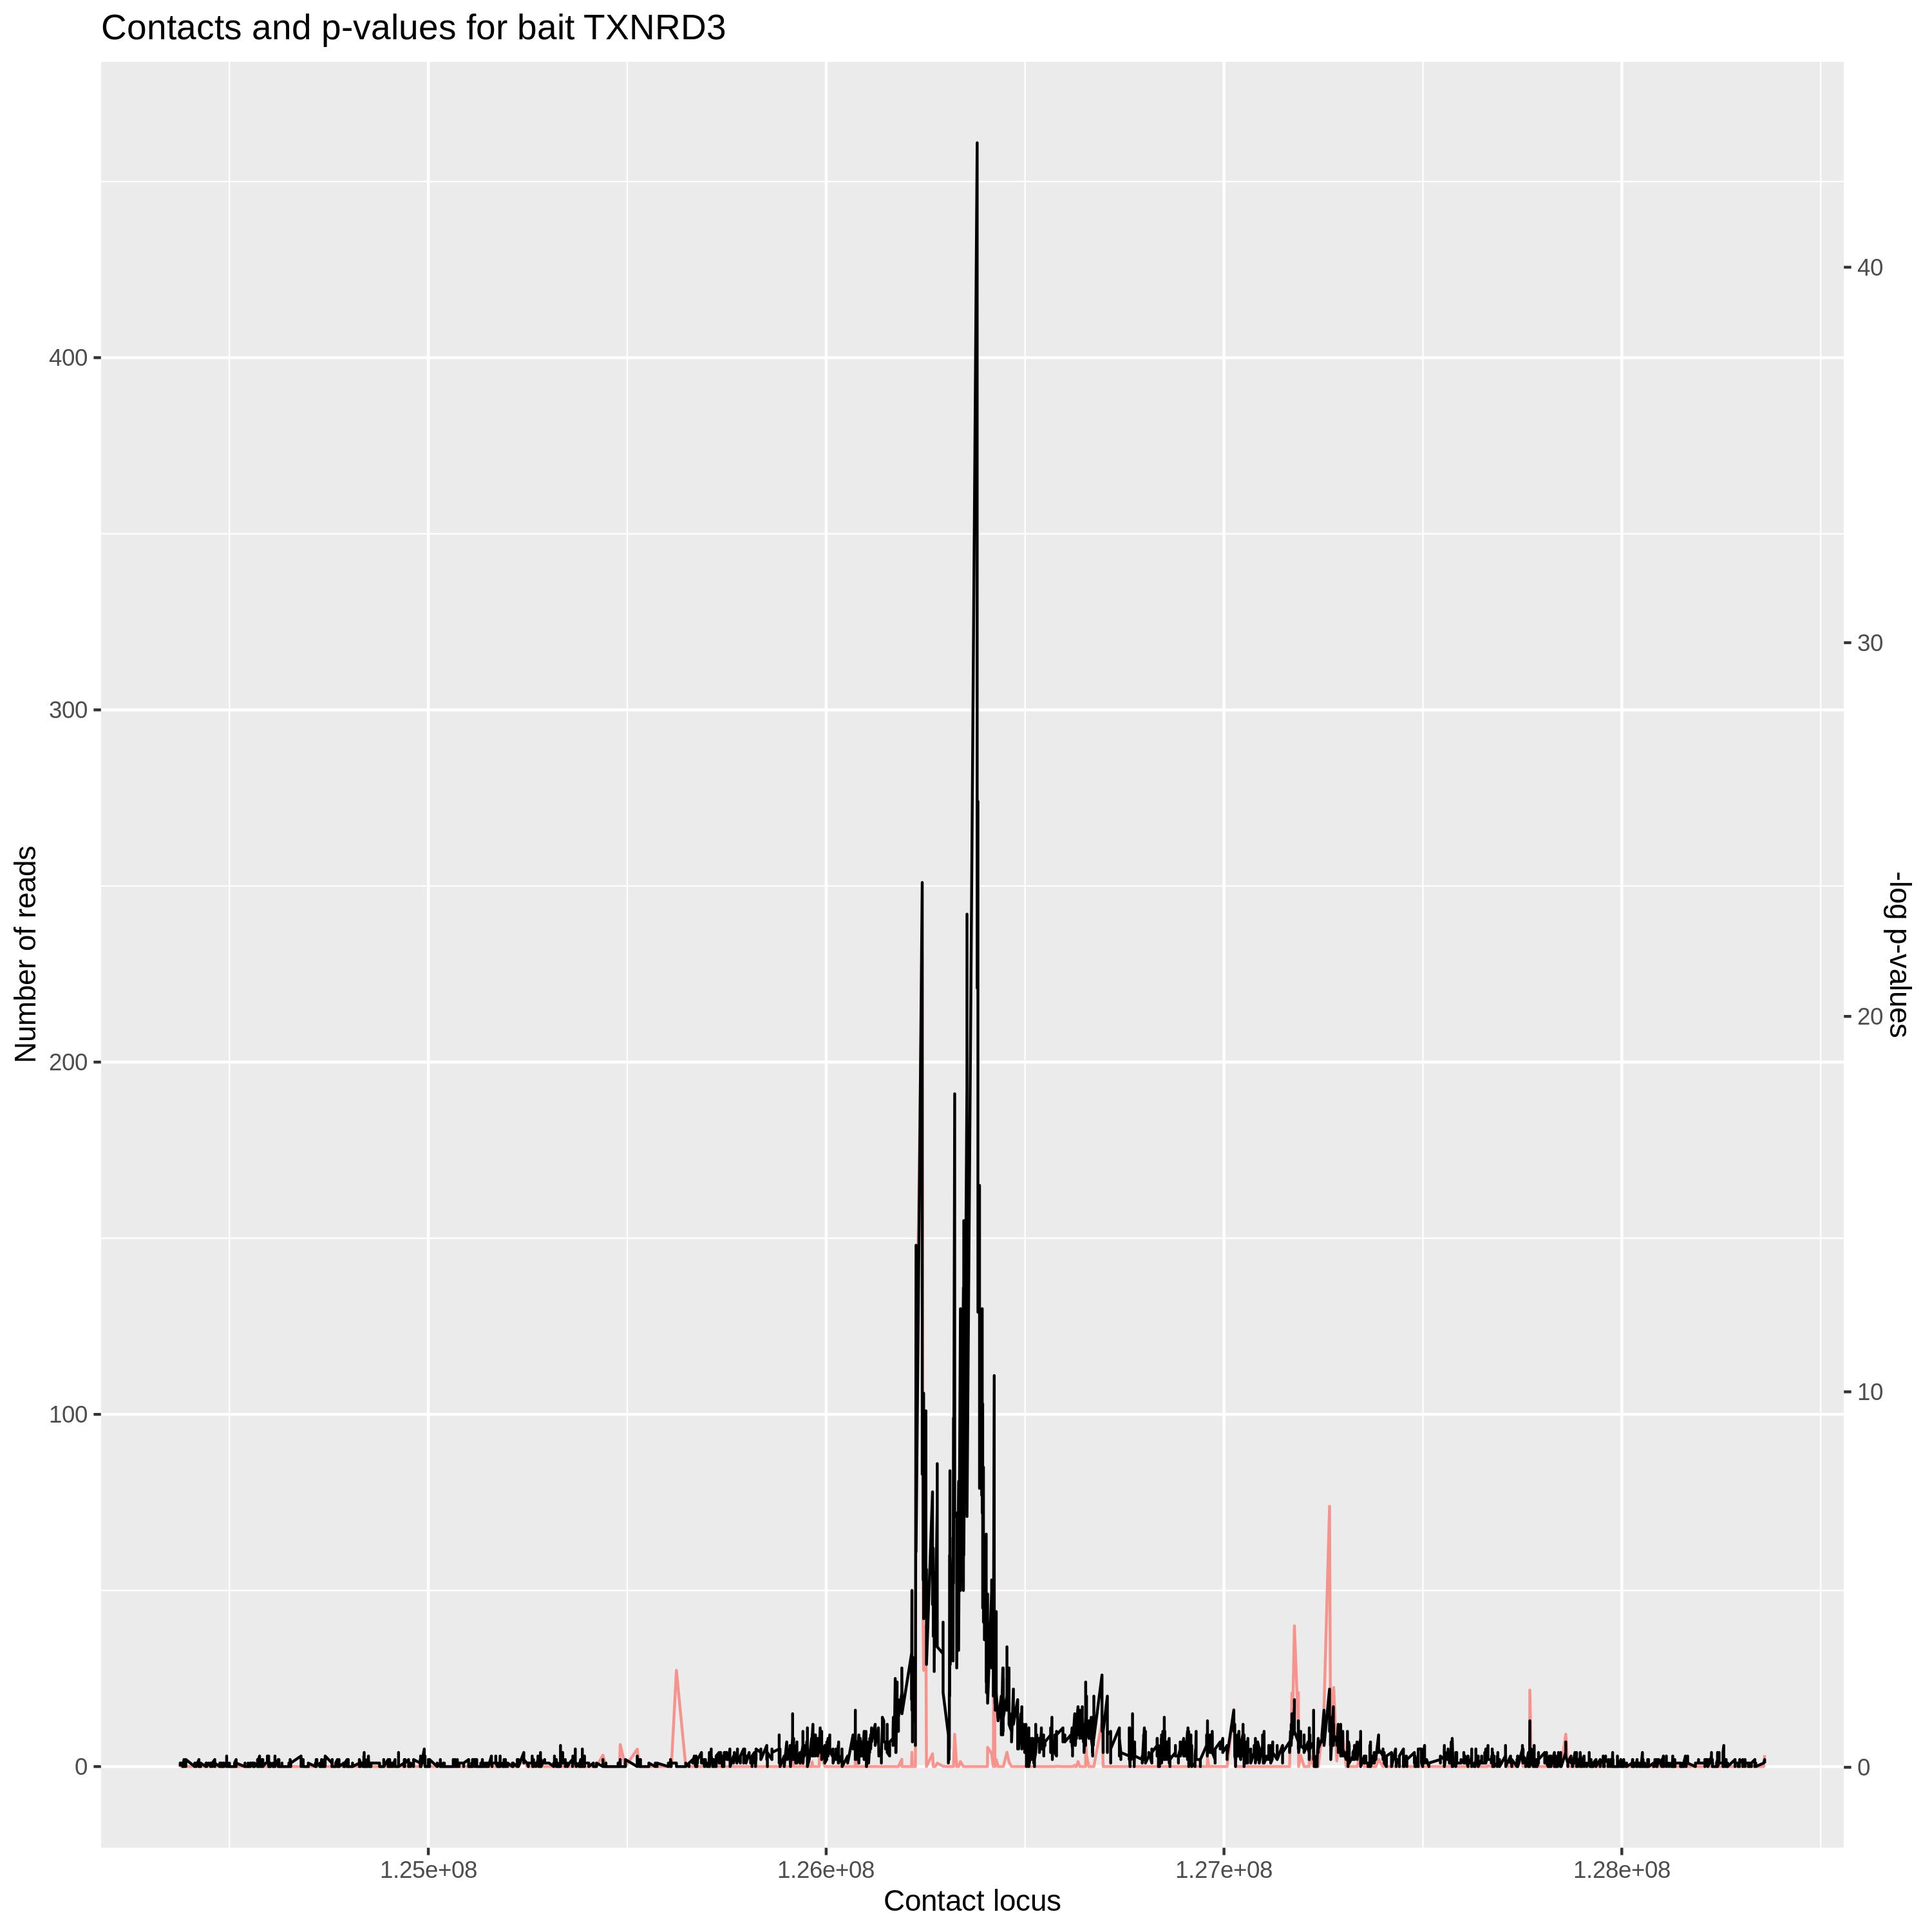 Contacts and p-values for bait TXNRD3
Number of reads
400
300
200
100
0
40
30
20
10
0
-log p-values
1.25e+08
1.26e+08
1.27e+08
1.28e+08
Contact locus